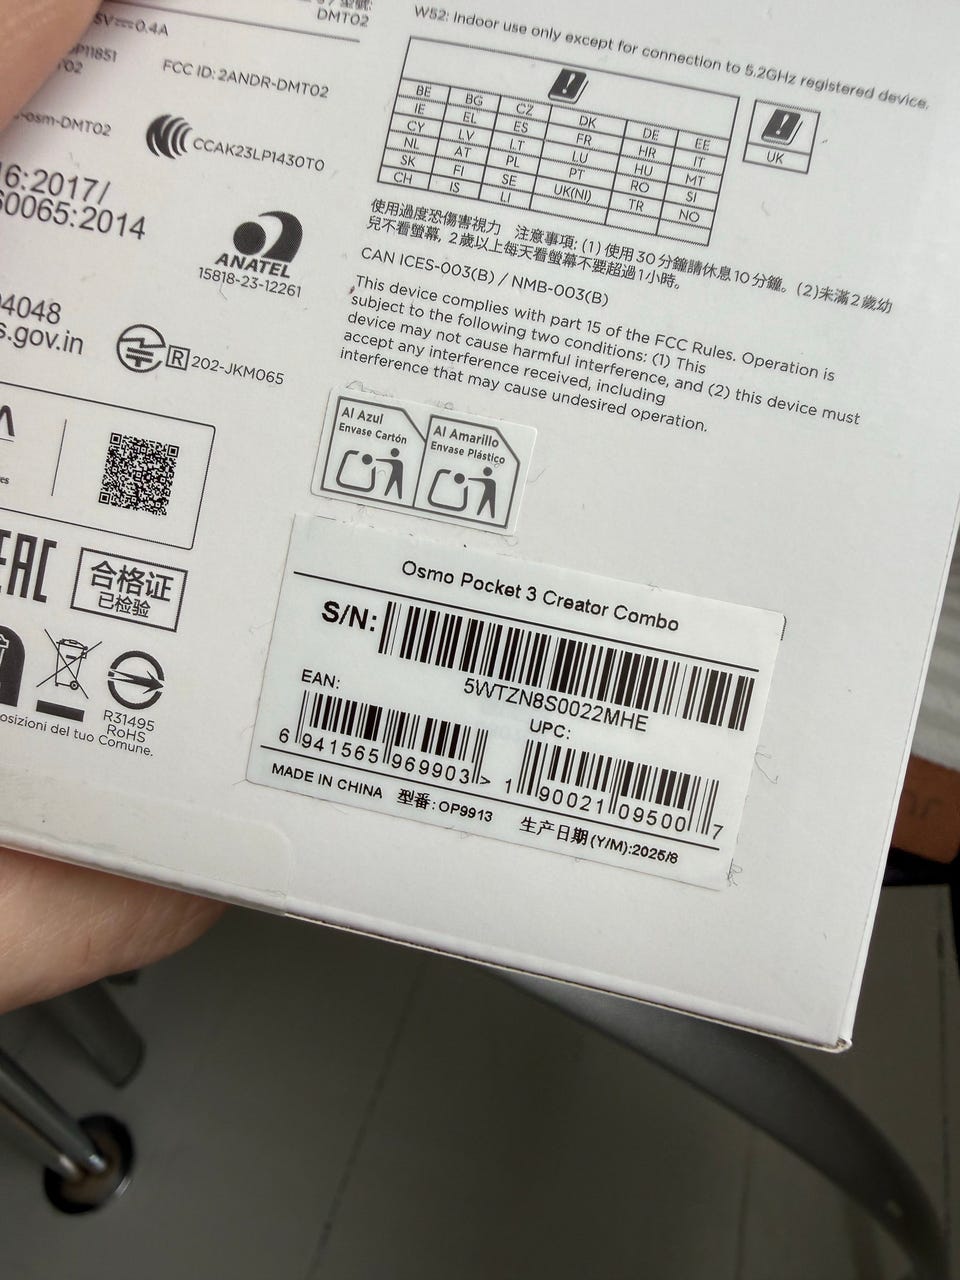 DMT02
5V⎓0.4A
FCC ID: 2ANDR-DMT02
-osm-DMT02
CCAK23LP1430T0
16:2017/
60065:2014
ANATEL
15818-23-12261
04048
s.gov.in
R 202-JKM065
EAC
合格证
已检验
R31495
RoHS
osizioni del tuo Comune.
W52: Indoor use only except for connection to 5.2GHz registered device.
BE BG CZ DK DE EE
IE EL ES FR HR IT
CY LV LT LU HU MT
NL AT PL PT RO SI
SK FI SE UK(NI) TR NO
CH IS LI
UK
使用過度恐傷害視力 注意事項: (1) 使用30分鐘請休息10分鐘。(2)未滿2歲幼
兒不看螢幕, 2歲以上每天看螢幕不要超過1小時。
CAN ICES-003(B) / NMB-003(B)
This device complies with part 15 of the FCC Rules. Operation is
subject to the following two conditions: (1) This
device may not cause harmful interference, and (2) this device must
accept any interference received, including
interference that may cause undesired operation.
Al Azul
Envase Cartón
Al Amarillo
Envase Plástico
Osmo Pocket 3 Creator Combo
S/N:
5WTZN8S0022MHE
EAN:
6 941565 969903 >
UPC:
1 90021 09500 7
MADE IN CHINA 型番: OP9913 生产日期(Y/M):2025/8